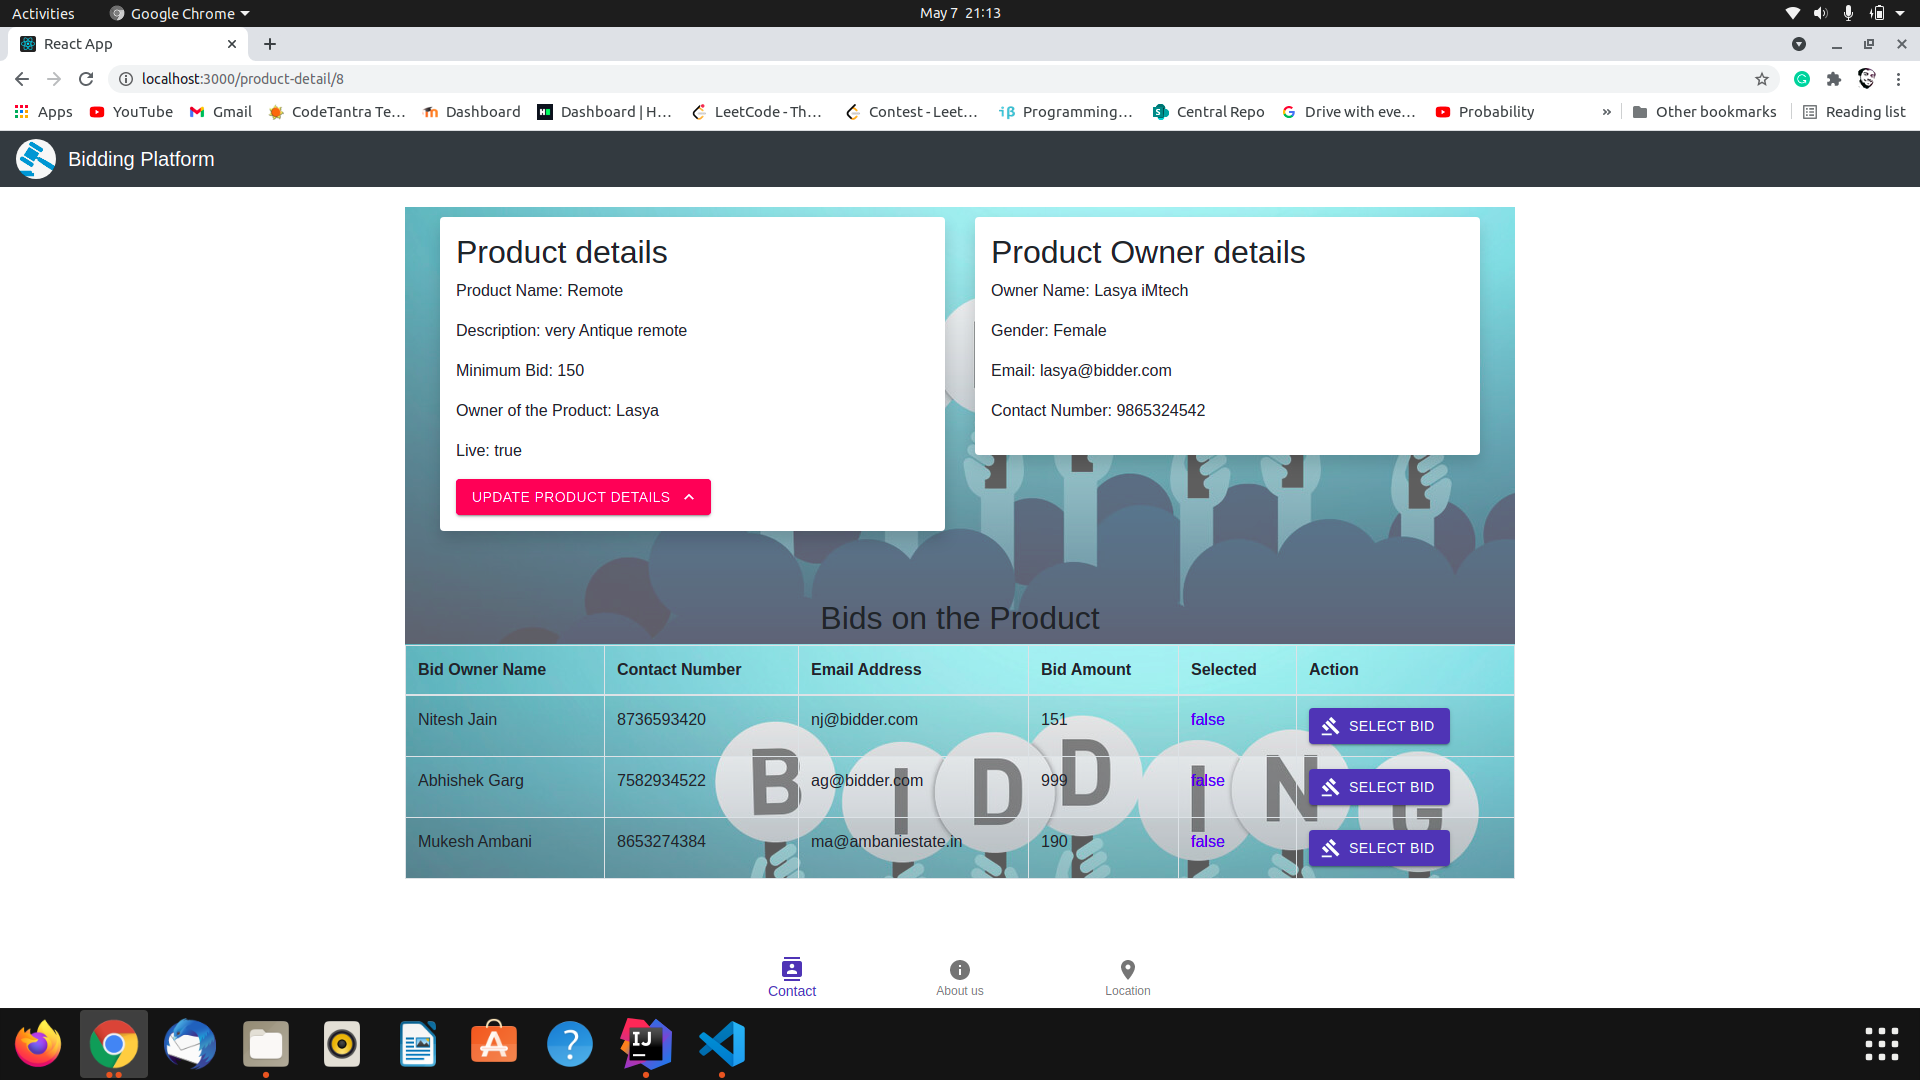 Activities
Google Chrome
May 7 21:13
React App
localhost:3000/product-detail/8
Apps
YouTube
Gmail
CodeTantra Te…
Dashboard
Dashboard | H…
LeetCode - Th…
Contest - Leet…
Programming…
Central Repo
Drive with eve…
Probability
»
Other bookmarks
Reading list
Bidding Platform
Product details
Product Name: Remote
Description: very Antique remote
Minimum Bid: 150
Owner of the Product: Lasya
Live: true
UPDATE PRODUCT DETAILS
Product Owner details
Owner Name: Lasya iMtech
Gender: Female
Email: lasya@bidder.com
Contact Number: 9865324542
Bids on the Product
Bid Owner Name Contact Number Email Address Bid Amount Selected Action
Nitesh Jain 8736593420 nj@bidder.com 151 false SELECT BID
Abhishek Garg 7582934522 ag@bidder.com 999 false SELECT BID
Mukesh Ambani 8653274384 ma@ambaniestate.in 190 false SELECT BID
BIDDING
Contact
About us
Location
IJ